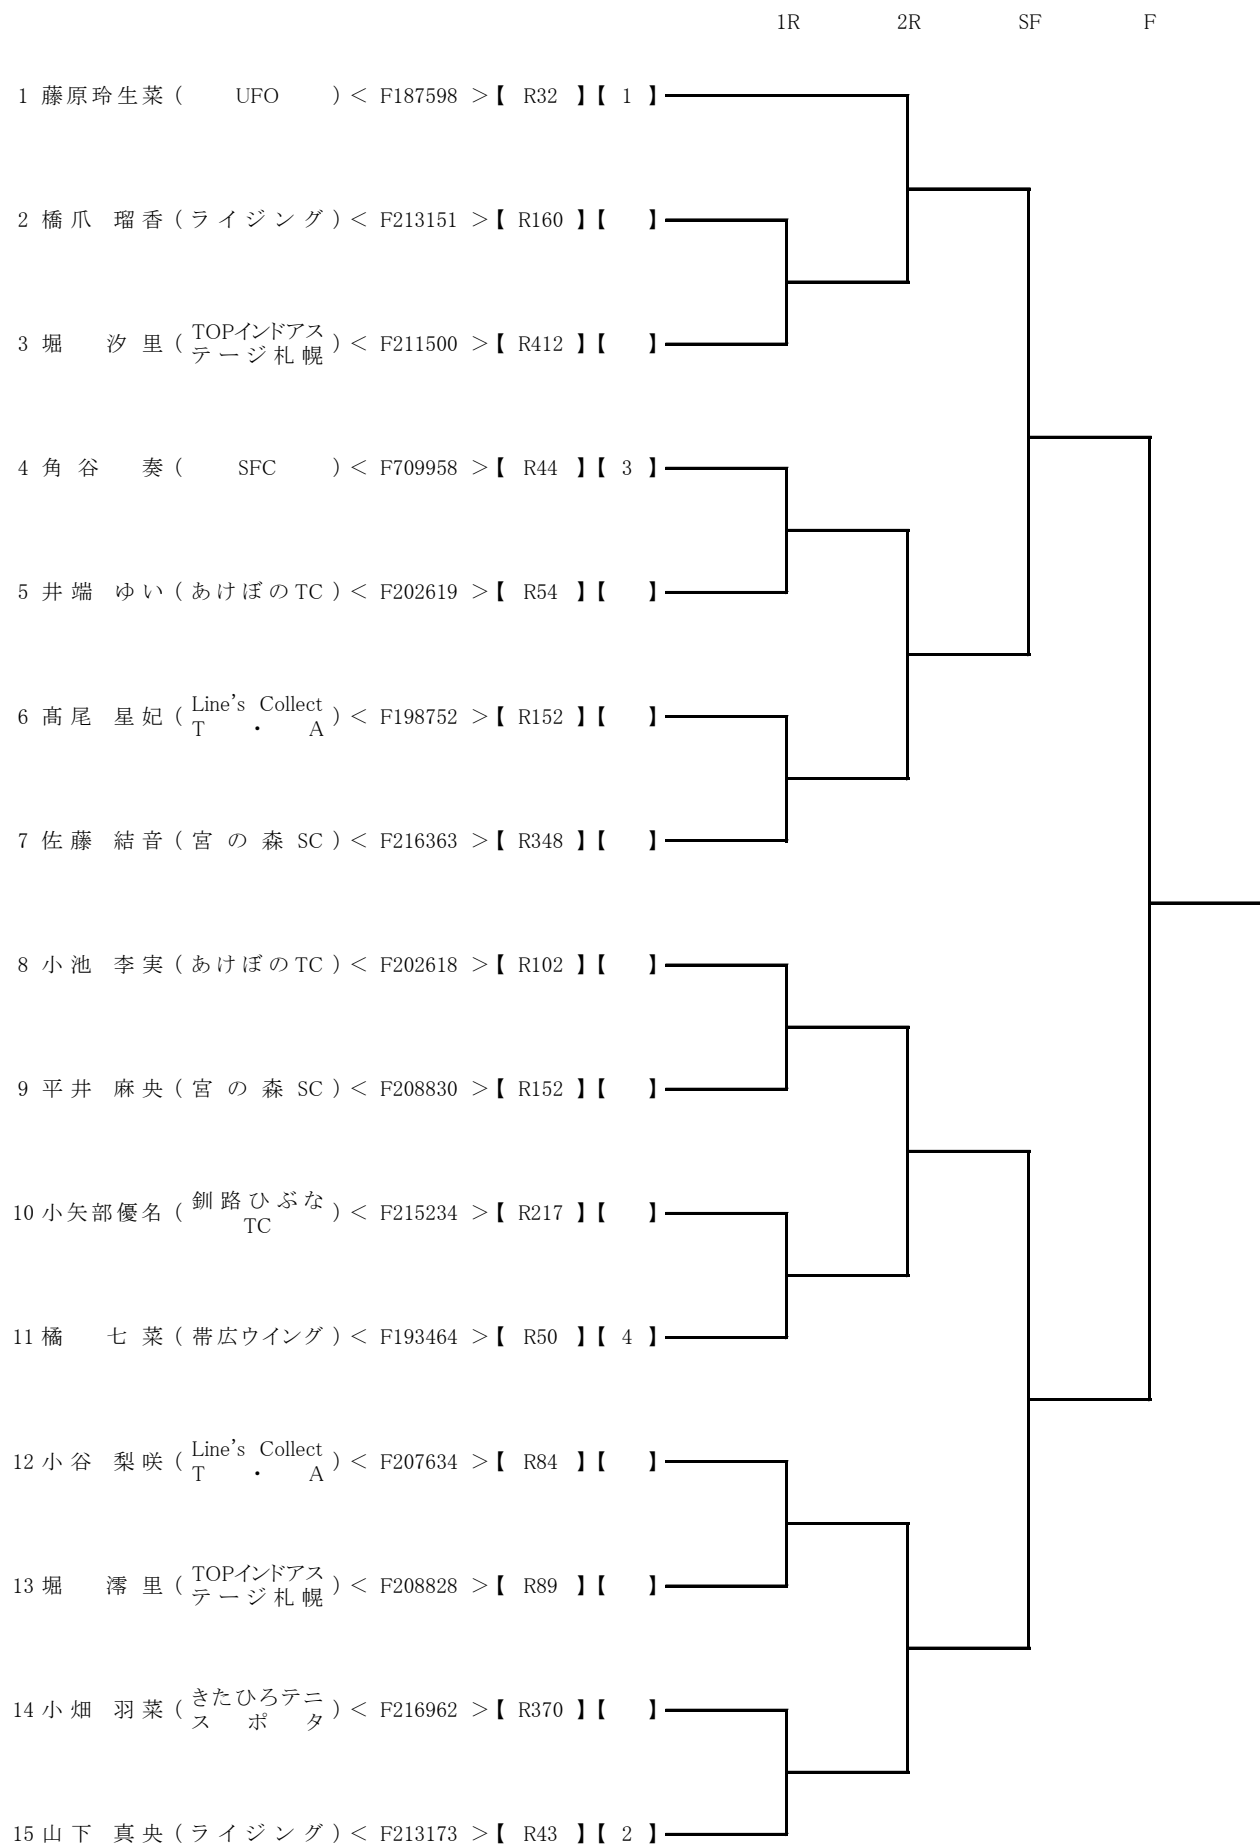 1R 2R SF F
1 藤原玲生菜 ( UFO ) < F187598 > 【 R32 】【 1 】
2 橋爪 瑠香 ( ライジング ) < F213151 > 【 R160 】【 】
3 堀 汐里 ( TOPインドアス
テージ札幌 ) < F211500 > 【 R412 】【 】
4 角谷 奏 ( SFC ) < F709958 > 【 R44 】【 3 】
5 井端 ゆい ( あけぼのTC ) < F202619 > 【 R54 】【 】
6 髙尾 星妃 ( Line's Collect
T ・ A ) < F198752 > 【 R152 】【 】
7 佐藤 結音 ( 宮の森SC ) < F216363 > 【 R348 】【 】
8 小池 李実 ( あけぼのTC ) < F202618 > 【 R102 】【 】
9 平井 麻央 ( 宮の森SC ) < F208830 > 【 R152 】【 】
10 小矢部優名 ( 釧路ひぶな
TC ) < F215234 > 【 R217 】【 】
11 橘 七菜 ( 帯広ウイング ) < F193464 > 【 R50 】【 4 】
12 小谷 梨咲 ( Line's Collect
T ・ A ) < F207634 > 【 R84 】【 】
13 堀 澪里 ( TOPインドアス
テージ札幌 ) < F208828 > 【 R89 】【 】
14 小畑 羽菜 ( きたひろテニ
スポタ ) < F216962 > 【 R370 】【 】
15 山下 真央 ( ライジング ) < F213173 > 【 R43 】【 2 】